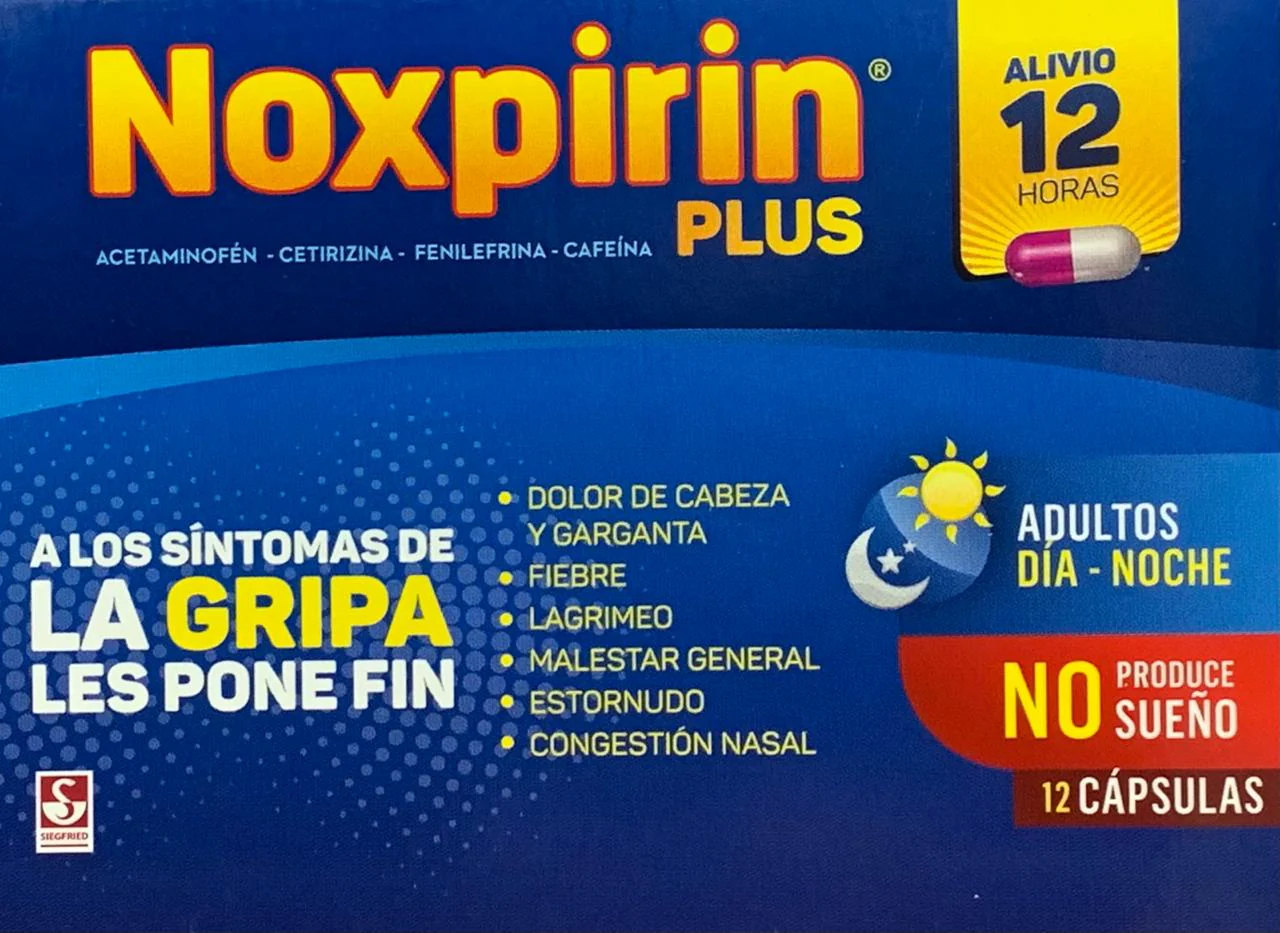 Noxpirin®
PLUS
ACETAMINOFÉN - CETIRIZINA - FENILEFRINA - CAFEÍNA
ALIVIO
12
HORAS
A LOS SÍNTOMAS DE
LA GRIPA
LES PONE FIN
• DOLOR DE CABEZA
Y GARGANTA
• FIEBRE
• LAGRIMEO
• MALESTAR GENERAL
• ESTORNUDO
• CONGESTIÓN NASAL
ADULTOS
DÍA - NOCHE
NO PRODUCE
SUEÑO
12 CÁPSULAS
SIEGFRIED